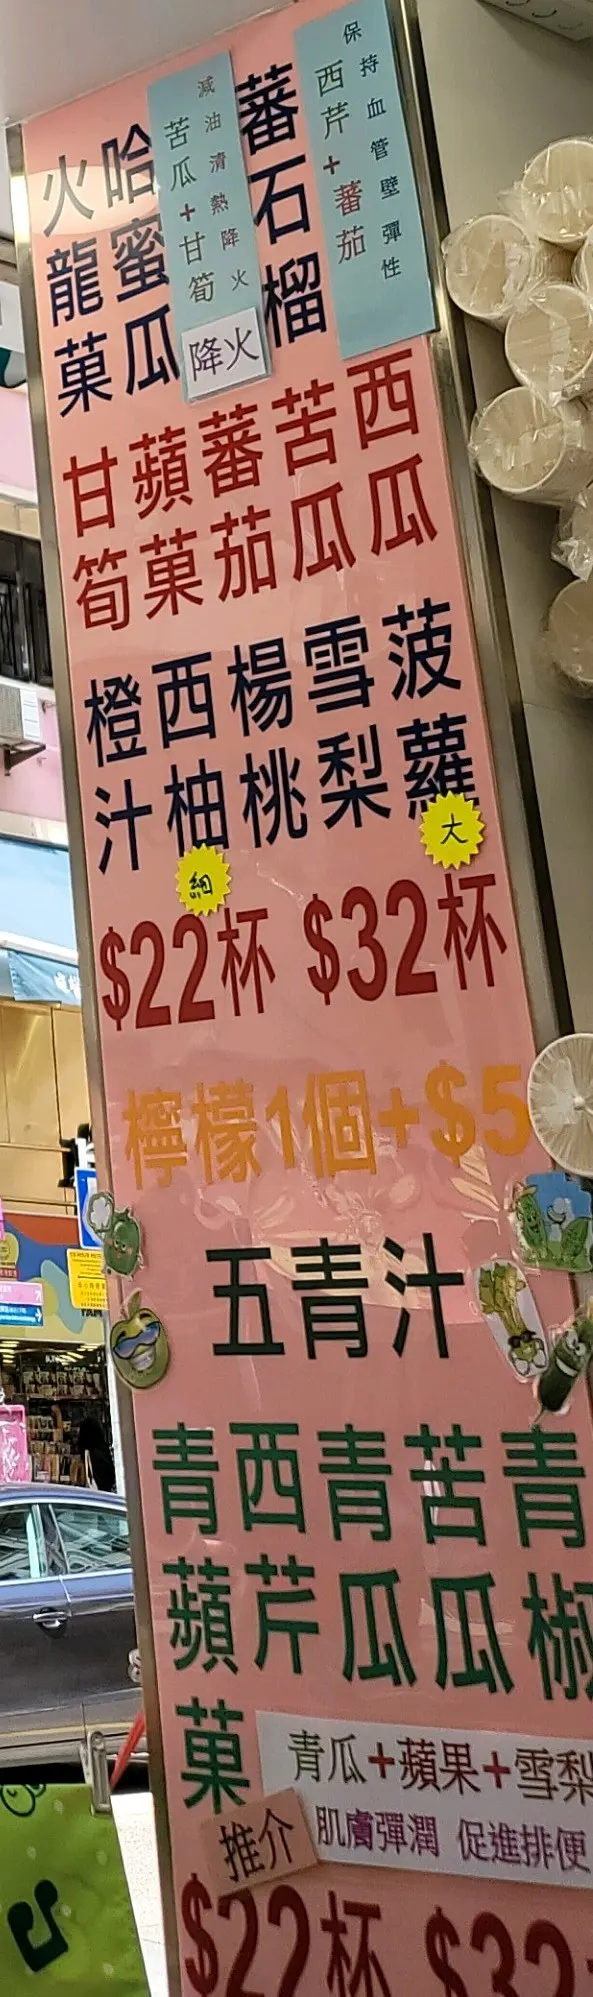 保持血管壁彈性
西芹+蕃茄
蕃石榴
減油清熱降火
苦瓜+甘筍
降火
哈蜜瓜
火龍菓
西瓜
苦瓜
蕃茄
蘋菓
甘筍
菠蘿
雪梨
楊桃
西柚
橙汁
細
大
$22杯 $32杯
檸檬1個+$5
五青汁
青椒
苦瓜
青瓜
西芹
青蘋菓
青瓜+蘋果+雪梨
推介
肌膚彈潤 促進排便
$22杯 $32